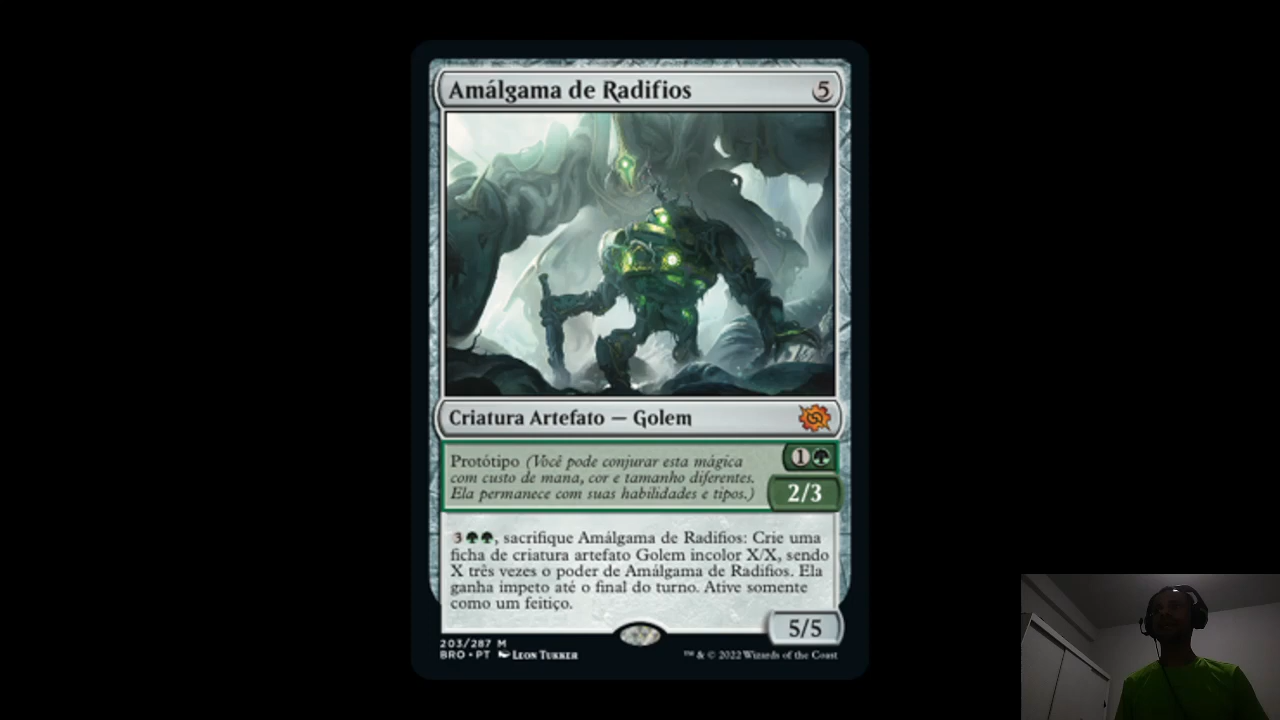 Amálgama de Radifios 5
Criatura Artefato — Golem
Protótipo (Você pode conjurar esta mágica 1
com custo de mana, cor e tamanho diferentes.
Ela permanece com suas habilidades e tipos.) 2/3
3, sacrifique Amálgama de Radifios: Crie uma
ficha de criatura artefato Golem incolor X/X, sendo
X três vezes o poder de Amálgama de Radifios. Ela
ganha ímpeto até o final do turno. Ative somente
como um feitiço.
5/5
203/287 M
BRO • PT Leon Tukker ™ & © 2022 Wizards of the Coast